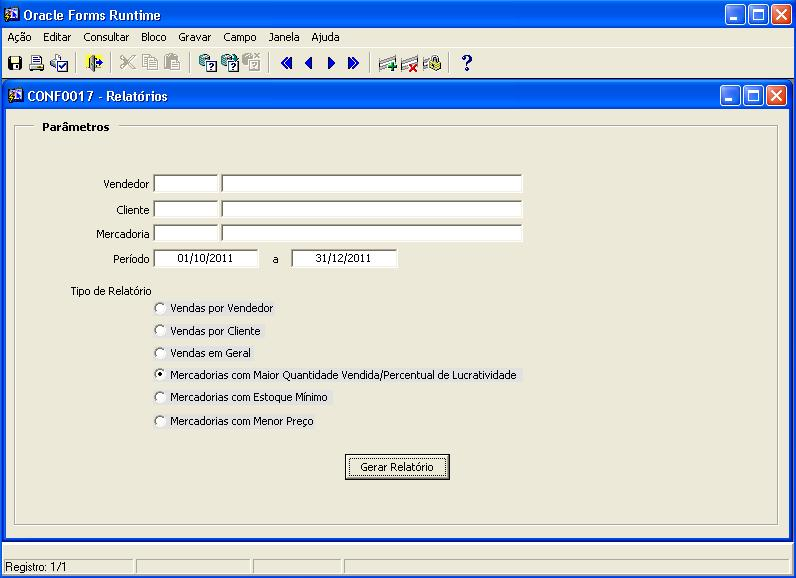 Oracle Forms Runtime
Ação Editar Consultar Bloco Gravar Campo Janela Ajuda
CONF0017 - Relatórios
Parâmetros
Vendedor
Cliente
Mercadoria
Período 01/10/2011 a 31/12/2011
Tipo de Relatório
Vendas por Vendedor
Vendas por Cliente
Vendas em Geral
Mercadorias com Maior Quantidade Vendida/Percentual de Lucratividade
Mercadorias com Estoque Mínimo
Mercadorias com Menor Preço
Gerar Relatório
Registro: 1/1